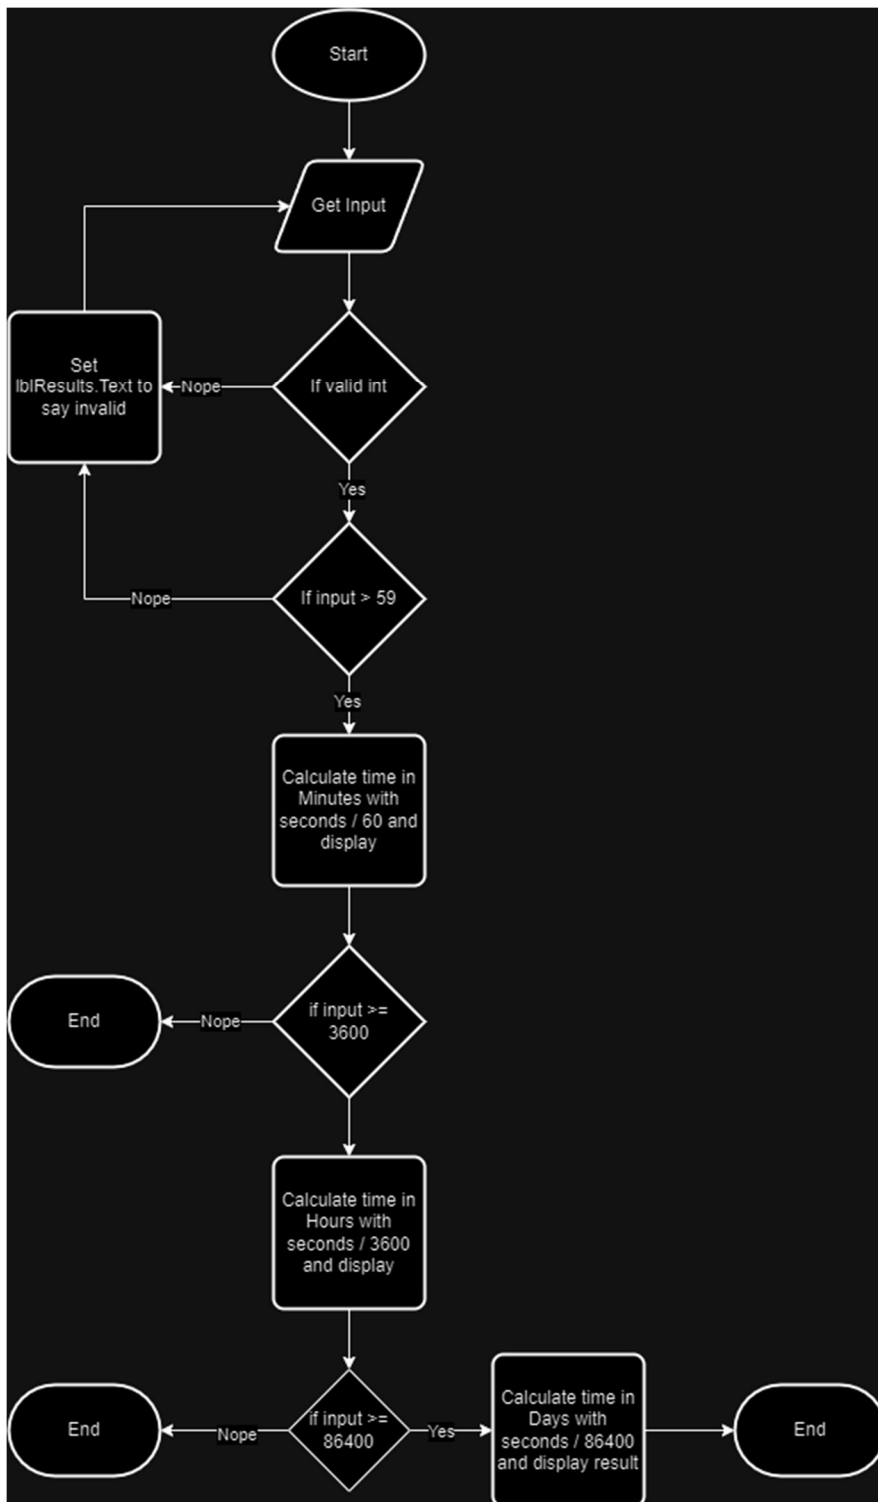 Start
Get Input
Set
lblResults.Text to
say invalid
Nope
If valid int
Yes
Nope
If input > 59
Yes
Calculate time in
Minutes with
seconds / 60 and
display
End
Nope
if input >=
3600
Calculate time in
Hours with
seconds / 3600
and display
End
Nope
if input >=
86400
Yes
Calculate time in
Days with
seconds / 86400
and display result
End